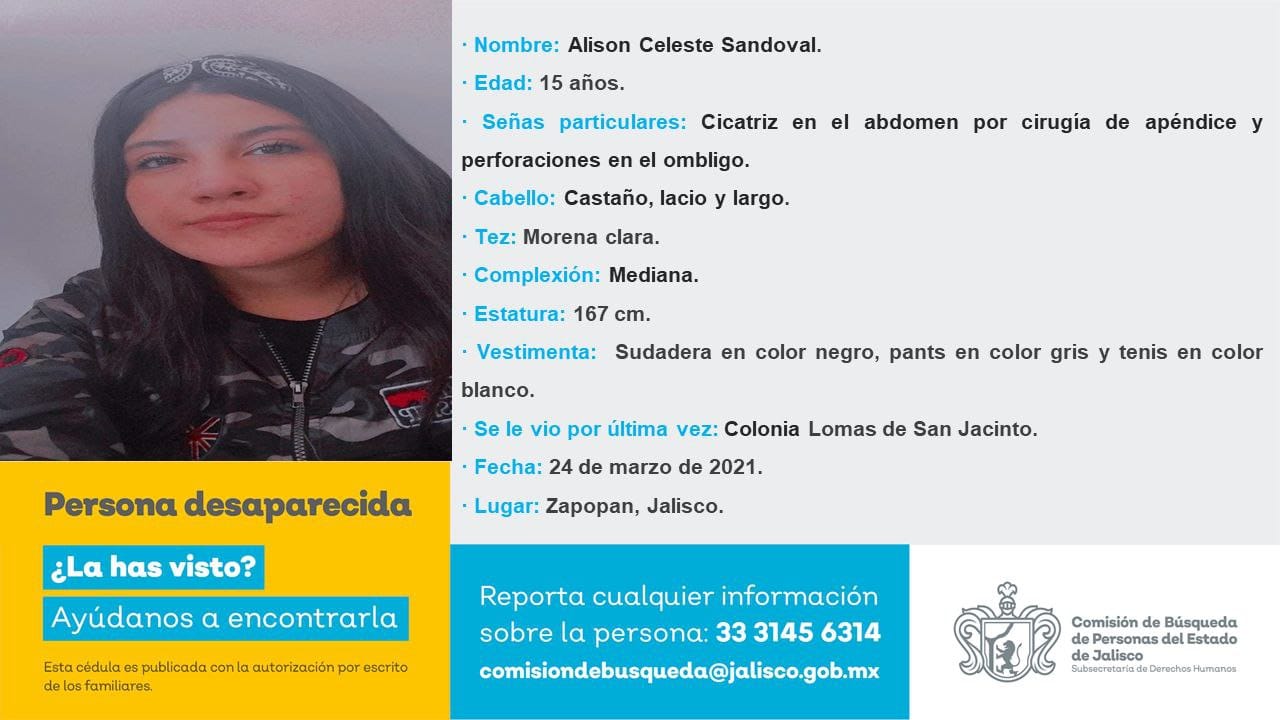 · Nombre: Alison Celeste Sandoval.
· Edad: 15 años.
· Señas particulares: Cicatriz en el abdomen por cirugía de apéndice y
perforaciones en el ombligo.
· Cabello: Castaño, lacio y largo.
· Tez: Morena clara.
· Complexión: Mediana.
· Estatura: 167 cm.
· Vestimenta: Sudadera en color negro, pants en color gris y tenis en color
blanco.
· Se le vio por última vez: Colonia Lomas de San Jacinto.
· Fecha: 24 de marzo de 2021.
· Lugar: Zapopan, Jalisco.
Persona desaparecida
¿La has visto?
Ayúdanos a encontrarla
Esta cédula es publicada con la autorización por escrito
de los familiares.
Reporta cualquier información
sobre la persona: 33 3145 6314
comisiondebusqueda@jalisco.gob.mx
Comisión de Búsqueda
de Personas del Estado
de Jalisco
Subsecretaría de Derechos Humanos